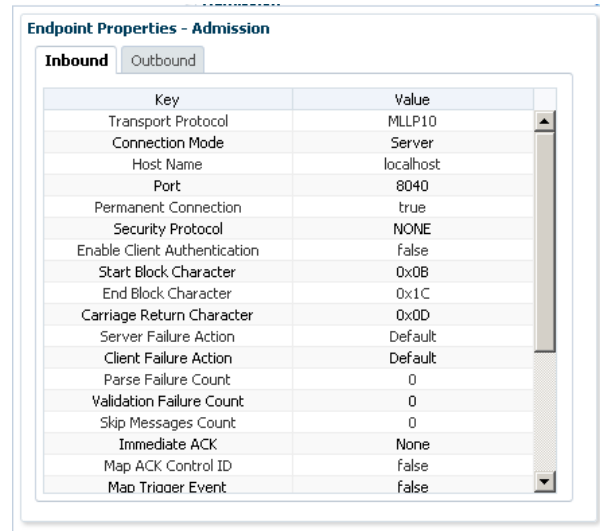 Endpoint Properties - Admission
Inbound Outbound
Key Value
Transport Protocol MLLP10
Connection Mode Server
Host Name localhost
Port 8040
Permanent Connection true
Security Protocol NONE
Enable Client Authentication false
Start Block Character 0x0B
End Block Character 0x1C
Carriage Return Character 0x0D
Server Failure Action Default
Client Failure Action Default
Parse Failure Count 0
Validation Failure Count 0
Skip Messages Count 0
Immediate ACK None
Map ACK Control ID false
Map Trigger Event false